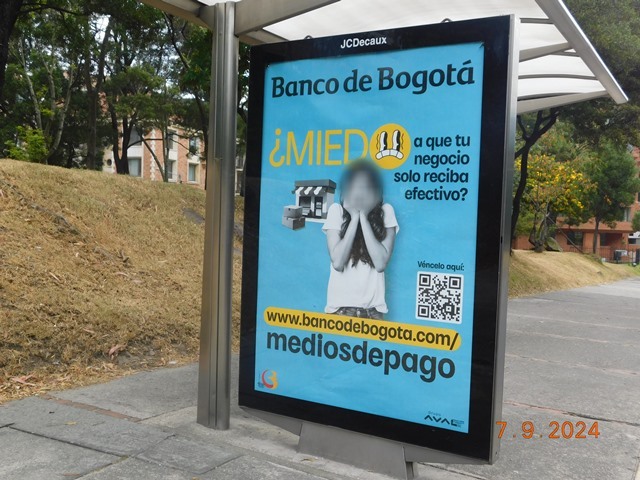 JCDecaux
Banco de Bogotá
¿MIEDO
a que tu
negocio
solo reciba
efectivo?
Véncelo aquí:
www.bancodebogota.com/
mediosdepago
AVAL
7.9.2024